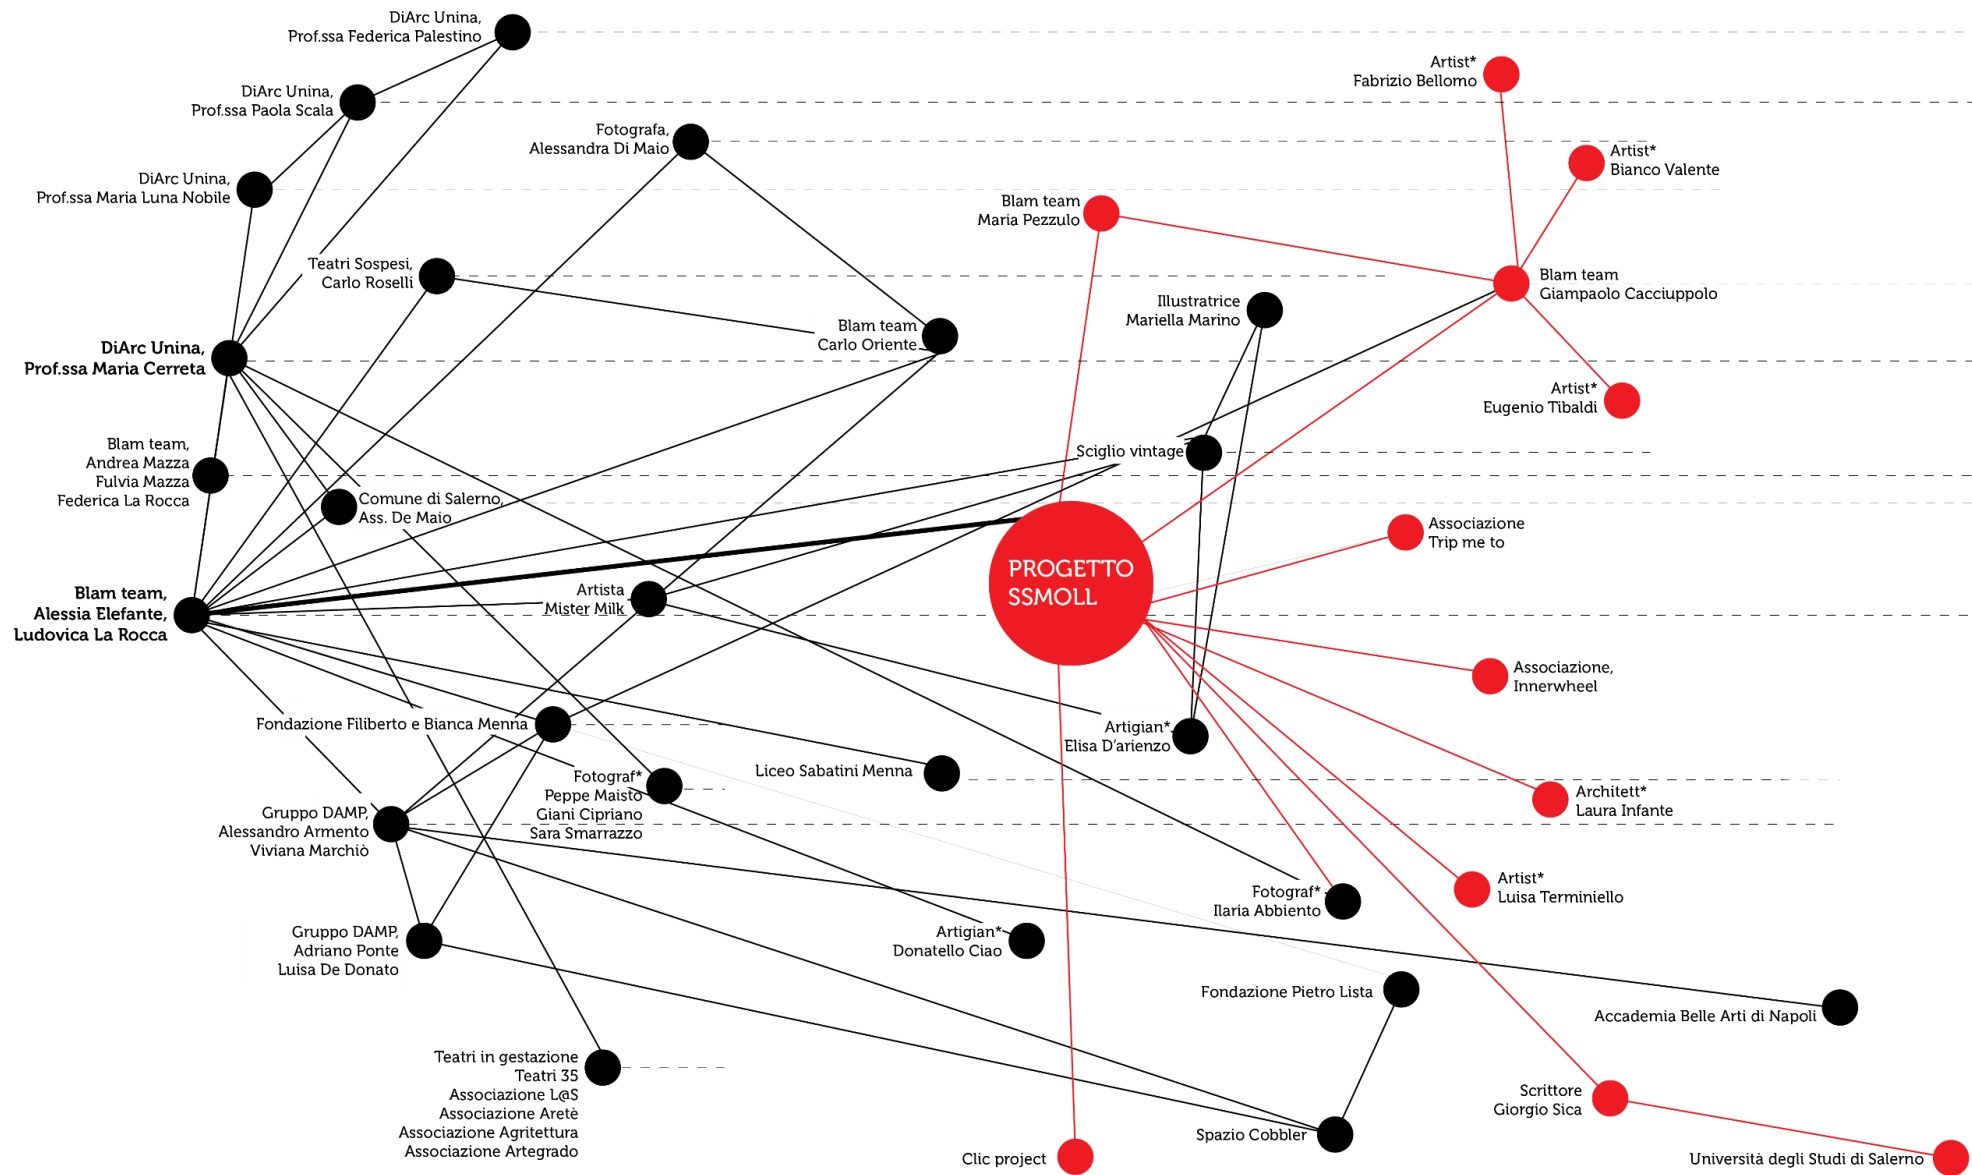 DiArc Unina,
Prof.ssa Federica Palestino
Artist*
Fabrizio Bellomo
DiArc Unina,
Prof.ssa Paola Scala
Fotografa,
Alessandra Di Maio
Artist*
Bianco Valente
DiArc Unina,
Prof.ssa Maria Luna Nobile
Blam team
Maria Pezzulo
Teatri Sospesi,
Carlo Roselli
Blam team
Giampaolo Cacciuppolo
Illustratrice
Mariella Marino
Blam team
Carlo Oriente
DiArc Unina,
Prof.ssa Maria Cerreta
Artist*
Eugenio Tibaldi
Blam team,
Andrea Mazza
Fulvia Mazza
Federica La Rocca
Sciglio vintage
Comune di Salerno,
Ass. De Maio
Associazione
Trip me to
PROGETTO
SSMOLL
Blam team,
Alessia Elefante,
Ludovica La Rocca
Artista
Mister Milk
Associazione,
Innerwheel
Fondazione Filiberto e Bianca Menna
Artigian*
Elisa D'arienzo
Liceo Sabatini Menna
Fotograf*
Peppe Maisto
Giani Cipriano
Sara Smarrazzo
Architett*
Laura Infante
Gruppo DAMP,
Alessandro Armento
Viviana Marchiò
Artist*
Luisa Terminiello
Fotograf*
Ilaria Abbiento
Gruppo DAMP,
Adriano Ponte
Luisa De Donato
Artigian*
Donatello Ciao
Fondazione Pietro Lista
Accademia Belle Arti di Napoli
Teatri in gestazione
Teatri 35
Associazione L@S
Associazione Aretè
Associazione Agritettura
Associazione Artegrado
Scrittore
Giorgio Sica
Spazio Cobbler
Clic project
Università degli Studi di Salerno